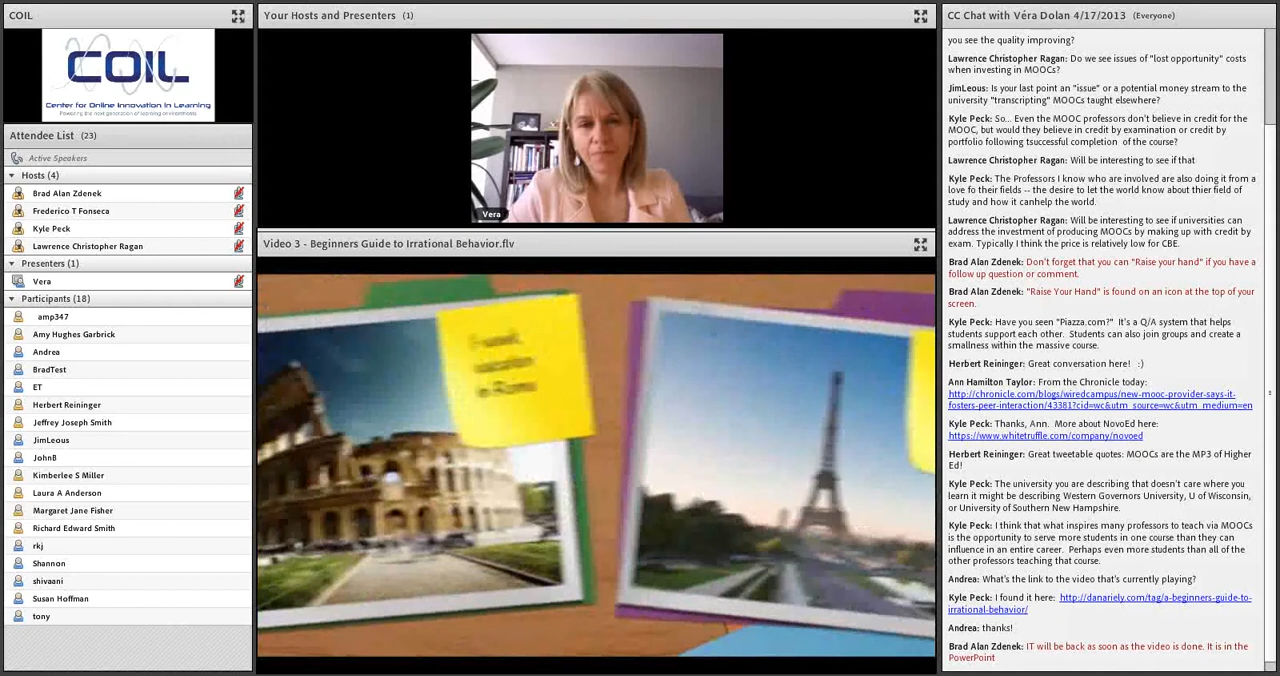 COIL
COIL
Center for Online Innovation in Learning
Powering the next generation of learning environments
Attendee List (23)
Active Speakers
Hosts (4)
Brad Alan Zdenek
Frederico T Fonseca
Kyle Peck
Lawrence Christopher Ragan
Presenters (1)
Vera
Participants (18)
amp347
Amy Hughes Garbrick
Andrea
BradTest
ET
Herbert Reininger
Jeffrey Joseph Smith
JimLeous
JohnB
Kimberlee S Miller
Laura A Anderson
Margaret Jane Fisher
Richard Edward Smith
rkj
Shannon
shivaani
Susan Hoffman
tony
Your Hosts and Presenters (1)
Vera
Video 3 - Beginners Guide to Irrational Behavior.flv
in Rome
CC Chat with Véra Dolan 4/17/2013 (Everyone)
you see the quality improving?
Lawrence Christopher Ragan: Do we see issues of "lost opportunity" costs
when investing in MOOCs?
JimLeous: Is your last point an "issue" or a potential money stream to the
university "transcripting" MOOCs taught elsewhere?
Kyle Peck: So... Even the MOOC professors don't believe in credit for the
MOOC, but would they believe in credit by examination or credit by
portfolio following tsuccessful completion of the course?
Lawrence Christopher Ragan: Will be interesting to see if that
Kyle Peck: The Professors I know who are involved are also doing it from a
love fo their fields -- the desire to let the world know about thier field of
study and how it canhelp the world.
Lawrence Christopher Ragan: Will be interesting to see if universities can
address the investment of producing MOOCs by making up with credit by
exam. Typically I think the price is relatively low for CBE.
Brad Alan Zdenek: Don't forget that you can "Raise your hand" if you have a
follow up question or comment.
Brad Alan Zdenek: "Raise Your Hand" is found on an icon at the top of your
screen.
Kyle Peck: Have you seen "Piazza.com?" It's a Q/A system that helps
students support each other. Students can also join groups and create a
smallness within the massive course.
Herbert Reininger: Great conversation here! :)
Ann Hamilton Taylor: From the Chronicle today:
http://chronicle.com/blogs/wiredcampus/new-mooc-provider-says-it-
fosters-peer-interaction/43381?cid=wc&utm_source=wc&utm_medium=en
Kyle Peck: Thanks, Ann. More about NovoEd here:
https://www.whitetruffle.com/company/novoed
Herbert Reininger: Great tweetable quotes: MOOCs are the MP3 of Higher
Ed!
Kyle Peck: The university you are describing that doesn't care where you
learn it might be describing Western Governors University, U of Wisconsin,
or University of Southern New Hampshire.
Kyle Peck: I think that what inspires many professors to teach via MOOCs
is the opportunity to serve more students in one course than they can
influence in an entire career. Perhaps even more students than all of the
other professors teaching that course.
Andrea: What's the link to the video that's currently playing?
Kyle Peck: I found it here: http://danariely.com/tag/a-beginners-guide-to-
irrational-behavior/
Andrea: thanks!
Brad Alan Zdenek: IT will be back as soon as the video is done. It is in the
PowerPoint